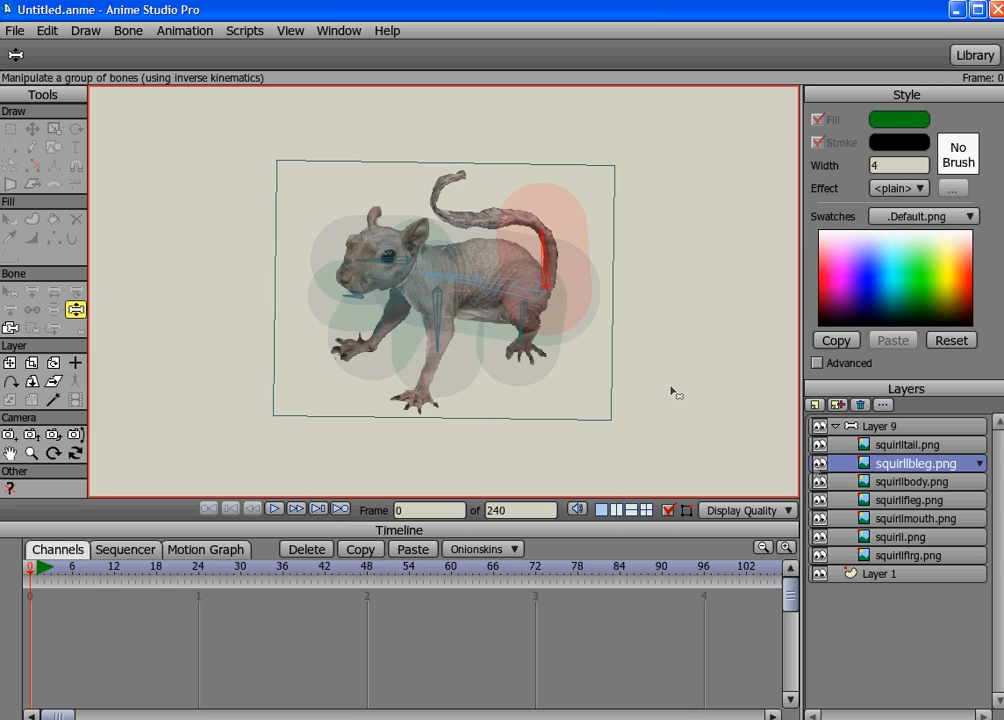 Untitled.anme - Anime Studio Pro
File Edit Draw Bone Animation Scripts View Window Help
Library
Manipulate a group of bones (using inverse kinematics)
Frame: 0
Tools
Draw
Fill
Bone
Layer
Camera
Other
Style
Fill
Stroke
No Brush
Width 4
Effect <plain> ...
Swatches .Default.png
Copy Paste Reset
Advanced
Layers
Layer 9
squirlltail.png
squirllbleg.png
squirllbody.png
squirllfleg.png
squirllmouth.png
squirll.png
squirllflrg.png
Layer 1
Frame 0 of 240 Display Quality
Timeline
Channels Sequencer Motion Graph Delete Copy Paste Onionskins
0 6 12 18 24 30 36 42 48 54 60 66 72 78 84 90 96 102
0 1 2 3 4